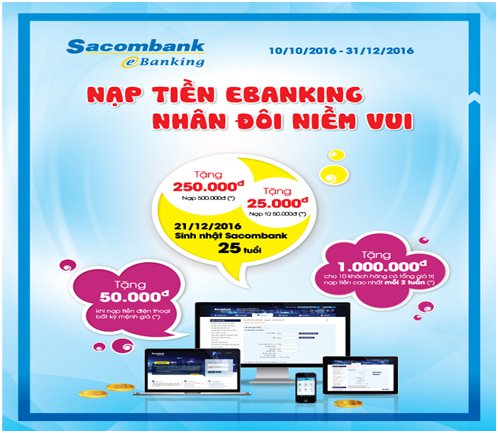 Sacombank
eBanking
10/10/2016 - 31/12/2016
NẠP TIỀN EBANKING
NHÂN ĐÔI NIỀM VUI
Tặng
250.000đ
Nạp 500.000đ (*)
Tặng
25.000đ
Nạp từ 50.000đ (*)
21/12/2016
Sinh nhật Sacombank
25 tuổi
Tặng
1.000.000đ
cho 10 khách hàng có tổng giá trị
nạp tiền cao nhất mỗi 2 tuần (*)
Tặng
50.000đ
khi nạp tiền điện thoại
bất kỳ mệnh giá (*)